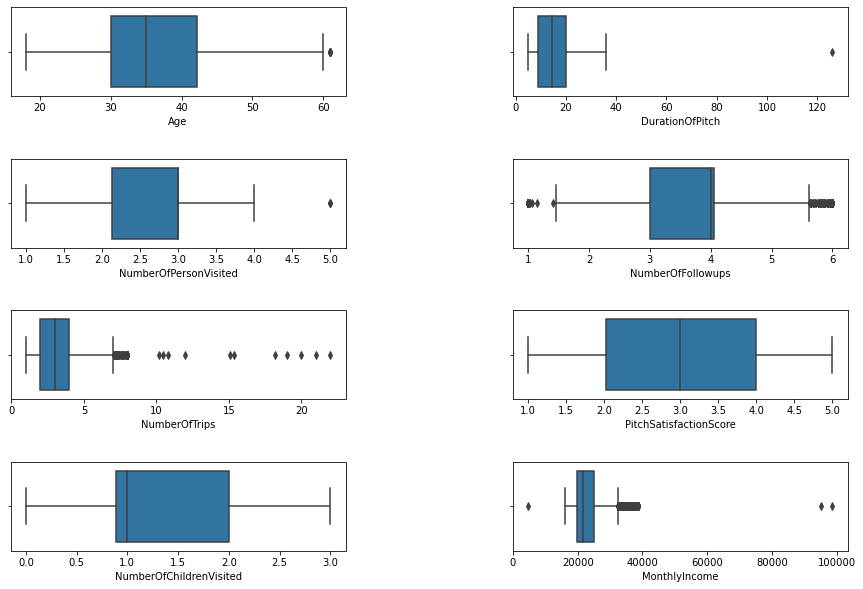 20 30 40 50 60
Age
0 20 40 60 80 100 120
DurationOfPitch
1.0 1.5 2.0 2.5 3.0 3.5 4.0 4.5 5.0
NumberOfPersonVisited
1 2 3 4 5 6
NumberOfFollowups
0 5 10 15 20
NumberOfTrips
1.0 1.5 2.0 2.5 3.0 3.5 4.0 4.5 5.0
PitchSatisfactionScore
0.0 0.5 1.0 1.5 2.0 2.5 3.0
NumberOfChildrenVisited
0 20000 40000 60000 80000 100000
MonthlyIncome